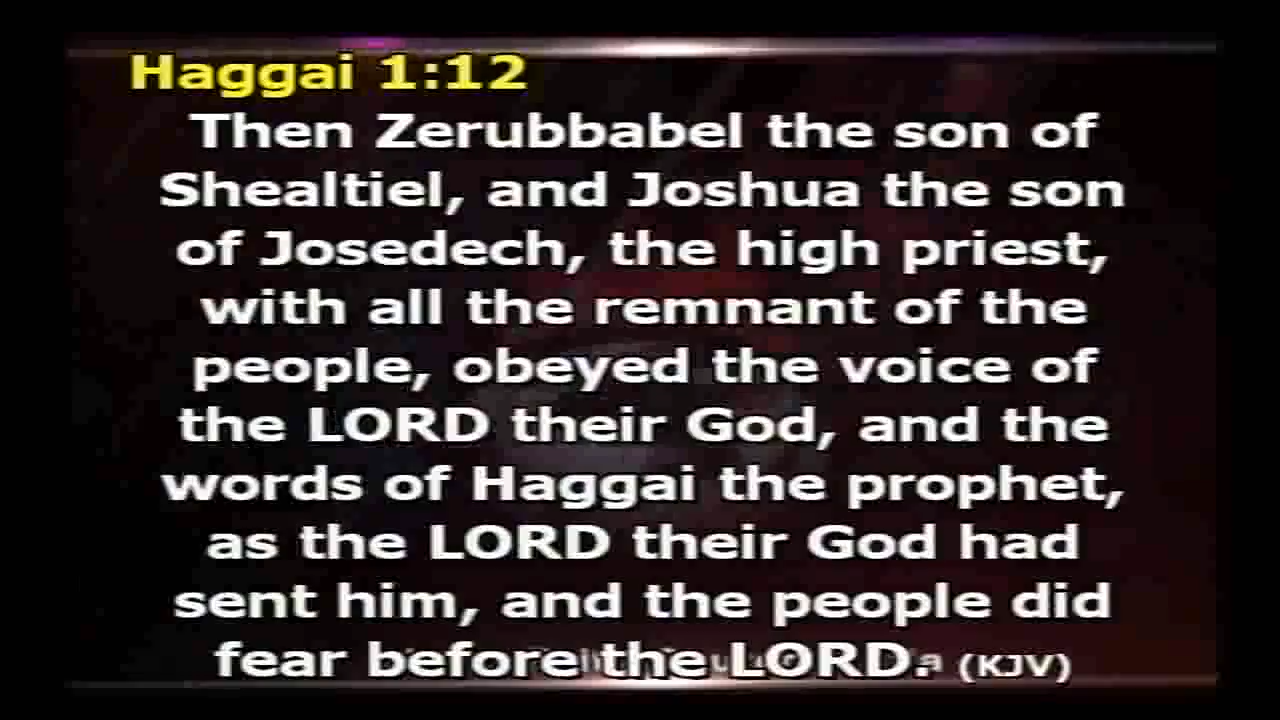 Haggai 1:12
Then Zerubbabel the son of
Shealtiel, and Joshua the son
of Josedech, the high priest,
with all the remnant of the
people, obeyed the voice of
the LORD their God, and the
words of Haggai the prophet,
as the LORD their God had
sent him, and the people did
fear before the LORD. (KJV)